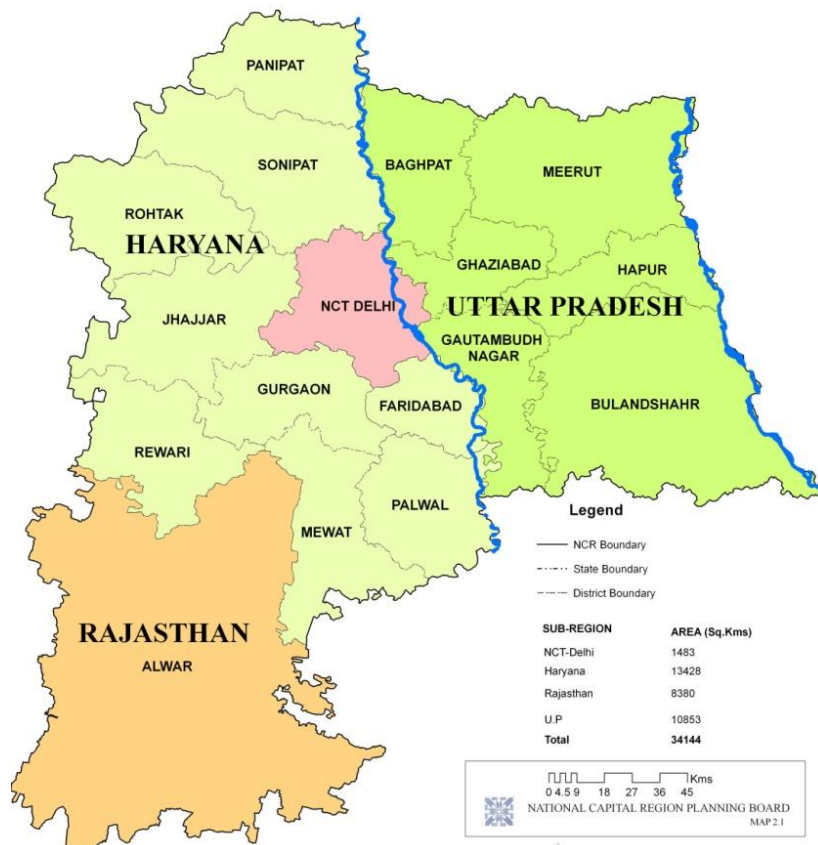 PANIPAT
SONIPAT
BAGHPAT
MEERUT
ROHTAK
HARYANA
GHAZIABAD
HAPUR
NCT DELHI
UTTAR PRADESH
JHAJJAR
GAUTAMBUDH
NAGAR
GURGAON
FARIDABAD
BULANDSHAHR
REWARI
PALWAL
MEWAT
RAJASTHAN
ALWAR
Legend
NCR Boundary
State Boundary
District Boundary
SUB-REGION AREA (Sq.Kms)
NCT-Delhi 1483
Haryana 13428
Rajasthan 8380
U.P 10853
Total 34144
Kms
0 4.5 9 18 27 36 45
NATIONAL CAPITAL REGION PLANNING BOARD
MAP 2.1